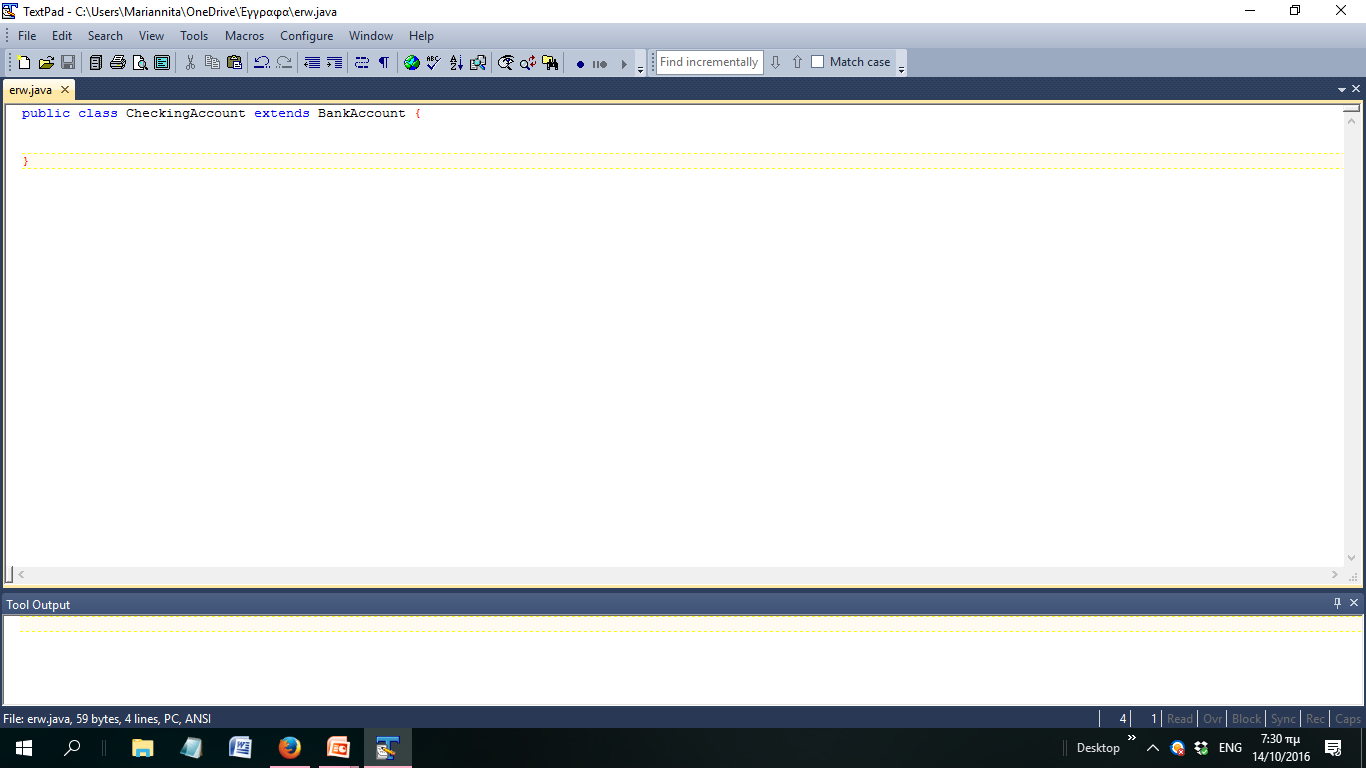 TextPad - C:\Users\Mariannita\OneDrive\Έγγραφα\erw.java
File Edit Search View Tools Macros Configure Window Help
Find incrementally Match case
erw.java
public class CheckingAccount extends BankAccount {
}
Tool Output
File: erw.java, 59 bytes, 4 lines, PC, ANSI 4 1 Read Ovr Block Sync Rec Caps
Desktop ENG 7:30 πμ
14/10/2016